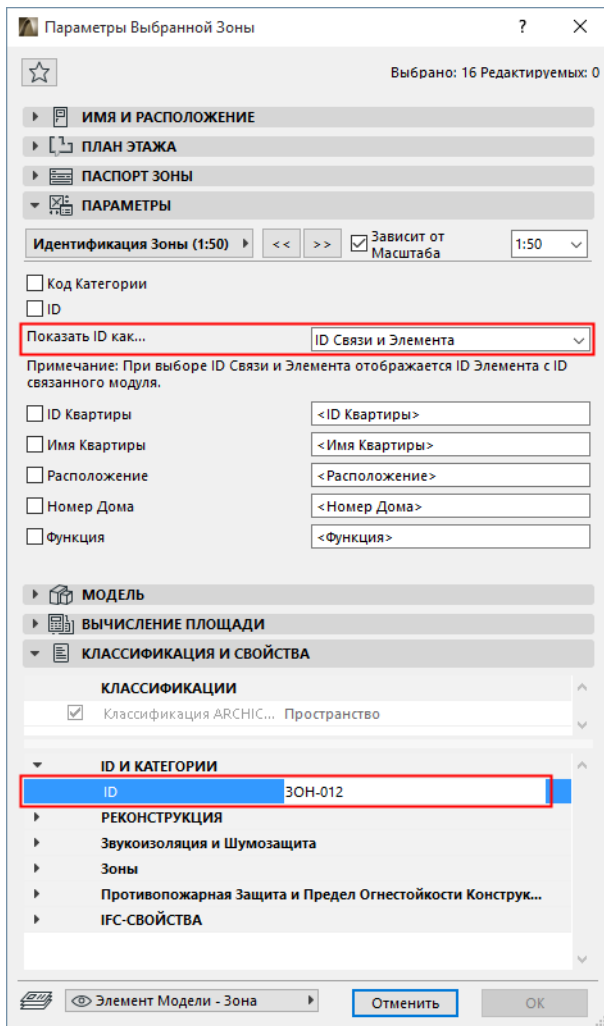 Параметры Выбранной Зоны
Выбрано: 16 Редактируемых: 0
ИМЯ И РАСПОЛОЖЕНИЕ
ПЛАН ЭТАЖА
ПАСПОРТ ЗОНЫ
ПАРАМЕТРЫ
Идентификация Зоны (1:50) << >> Зависит от Масштаба 1:50
Код Категории
ID
Показать ID как... ID Связи и Элемента
Примечание: При выборе ID Связи и Элемента отображается ID Элемента с ID
связанного модуля.
ID Квартиры <ID Квартиры>
Имя Квартиры <Имя Квартиры>
Расположение <Расположение>
Номер Дома <Номер Дома>
Функция <Функция>
МОДЕЛЬ
ВЫЧИСЛЕНИЕ ПЛОЩАДИ
КЛАССИФИКАЦИЯ И СВОЙСТВА
КЛАССИФИКАЦИИ
Классификация ARCHIC... Пространство
ID И КАТЕГОРИИ
ID ЗОН-012
РЕКОНСТРУКЦИЯ
Звукоизоляция и Шумозащита
Зоны
Противопожарная Защита и Предел Огнестойкости Конструк...
IFC-СВОЙСТВА
Элемент Модели - Зона Отменить OK